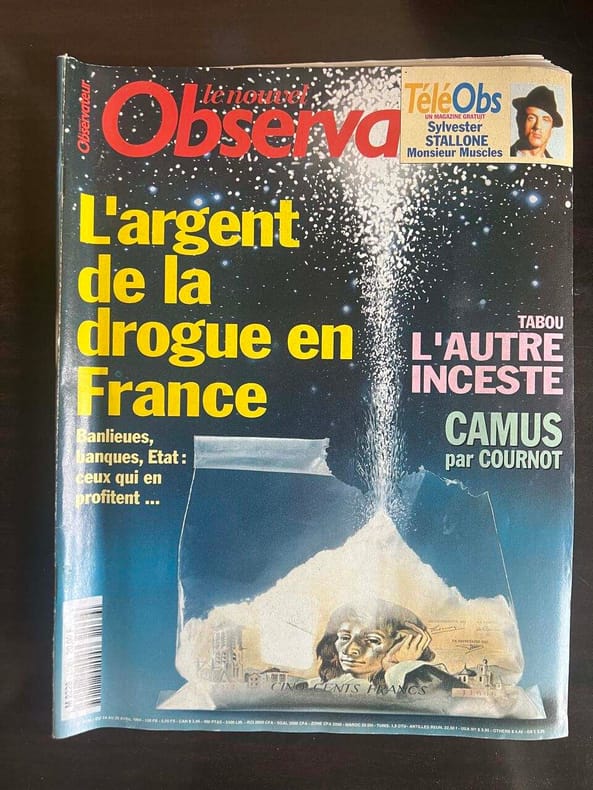 Observateur
le nouvel
Observa
TéléObs
UN MAGAZINE GRATUIT
Sylvester
STALLONE
Monsieur Muscles
L'argent
de la
drogue en
France
Banlieues,
banques, Etat :
ceux qui en
profitent ...
TABOU
L'AUTRE
INCESTE
CAMUS
par COURNOT
CINQ CENTS FRANCS